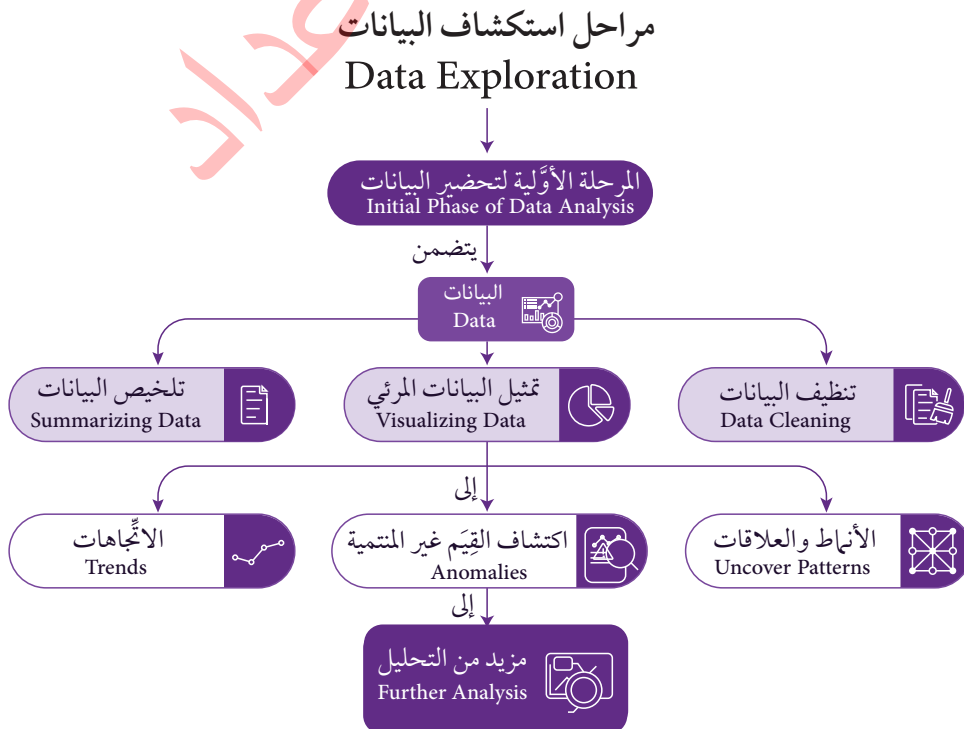 مراحل استكشاف البيانات
Data Exploration
المرحلة الأوَّلية لتحضير البيانات
Initial Phase of Data Analysis
يتضمن
البيانات
Data
تنظيف البيانات
Data Cleaning
تمثيل البيانات المرئي
Visualizing Data
تلخيص البيانات
Summarizing Data
إلى
الأنماط والعلاقات
Uncover Patterns
اكتشاف القِيَم غير المنتمية
Anomalies
الاتِّجاهات
Trends
إلى
مزيد من التحليل
Further Analysis